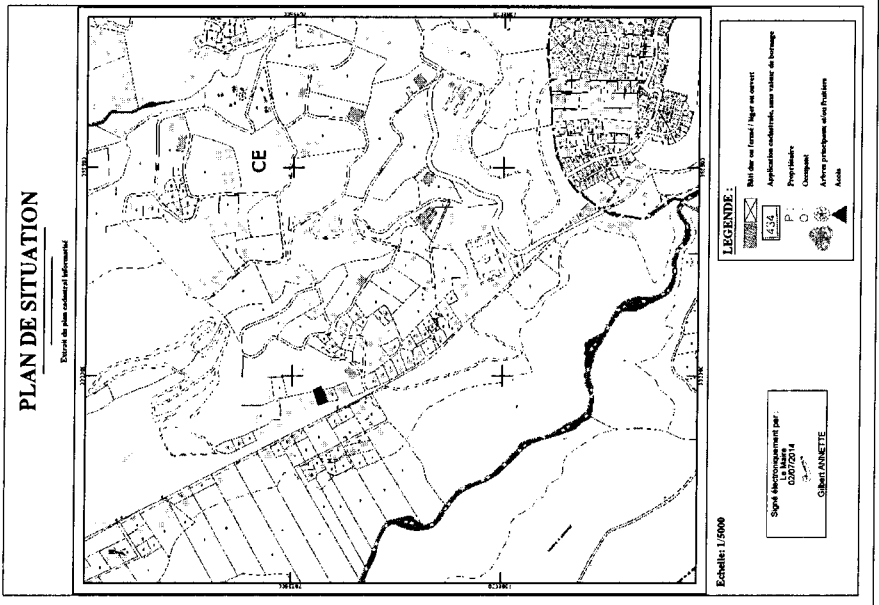 PLAN DE SITUATION
Extrait du plan cadastral informatisé
CE
LEGENDE :
Bâti dur ou fermé / léger ou ouvert
434
Application cadastrale, sans valeur de bornage
P : Propriétaire
O : Occupant
Arbres principaux et/ou fruitiers
Accès
Echelle: 1/5000
Signé électroniquement par :
Le Maire
02/07/2014
Gilbert ANNETTE